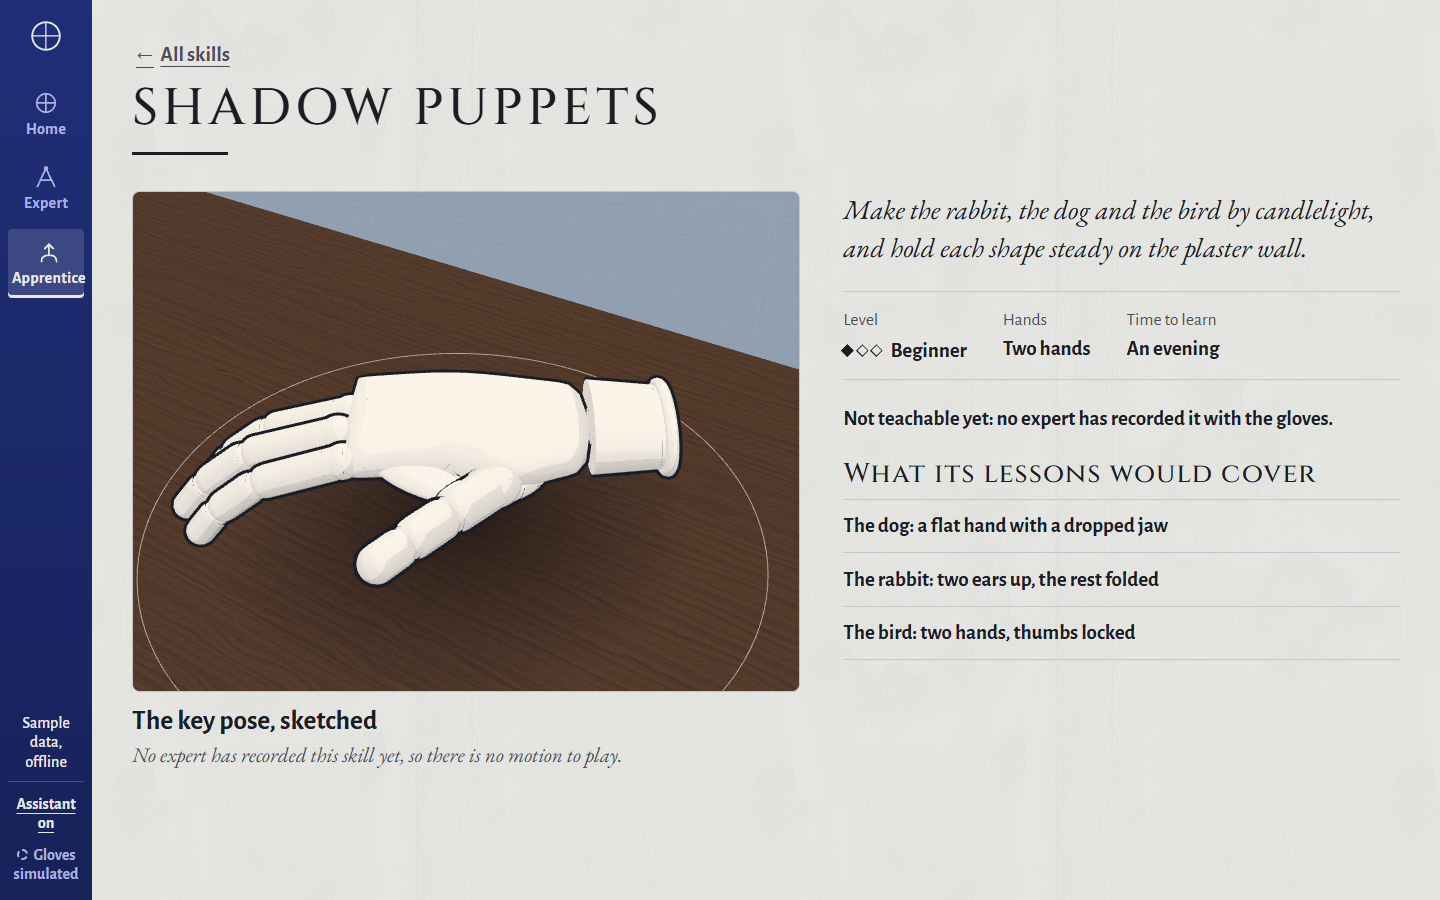 Home
Expert
Apprentice
Sample
data,
offline
Assistant
on
Gloves
simulated
← All skills
SHADOW PUPPETS
The key pose, sketched
No expert has recorded this skill yet, so there is no motion to play.
Make the rabbit, the dog and the bird by candlelight,
and hold each shape steady on the plaster wall.
Level
Beginner
Hands
Two hands
Time to learn
An evening
Not teachable yet: no expert has recorded it with the gloves.
WHAT ITS LESSONS WOULD COVER
The dog: a flat hand with a dropped jaw
The rabbit: two ears up, the rest folded
The bird: two hands, thumbs locked